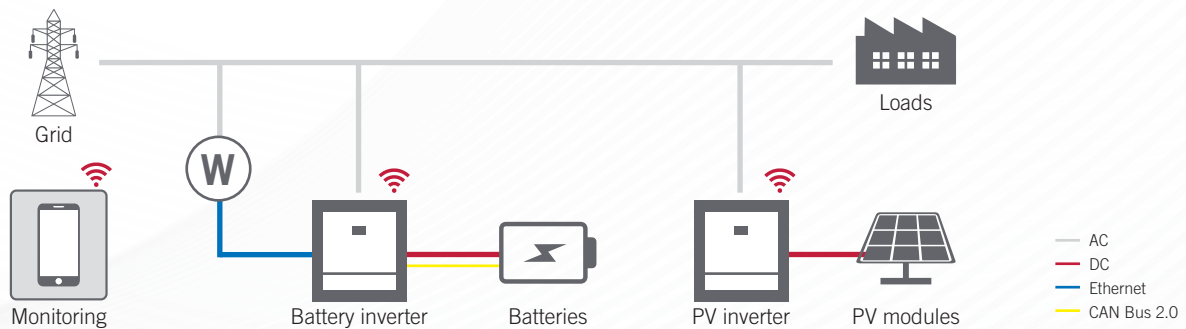 Grid
Loads
W
Monitoring
Battery inverter
Batteries
PV inverter
PV modules
AC
DC
Ethernet
CAN Bus 2.0